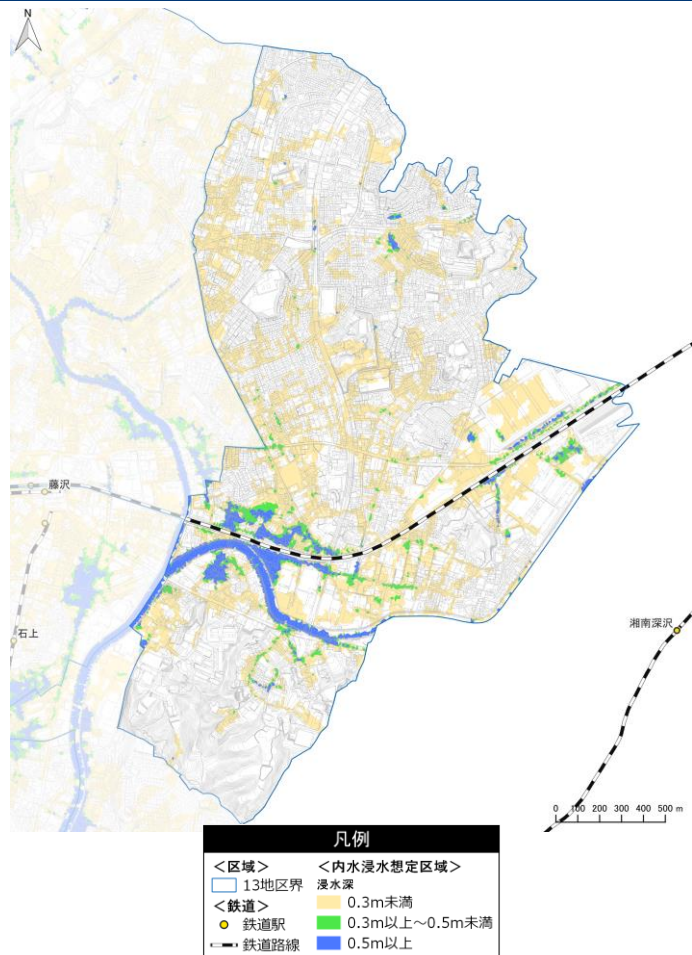 N
藤沢
石上
湘南深沢
0 100 200 300 400 500 m
凡例
＜区域＞
13地区界
＜鉄道＞
鉄道駅
鉄道路線
＜内水浸水想定区域＞
浸水深
0.3m未満
0.3m以上～0.5m未満
0.5m以上